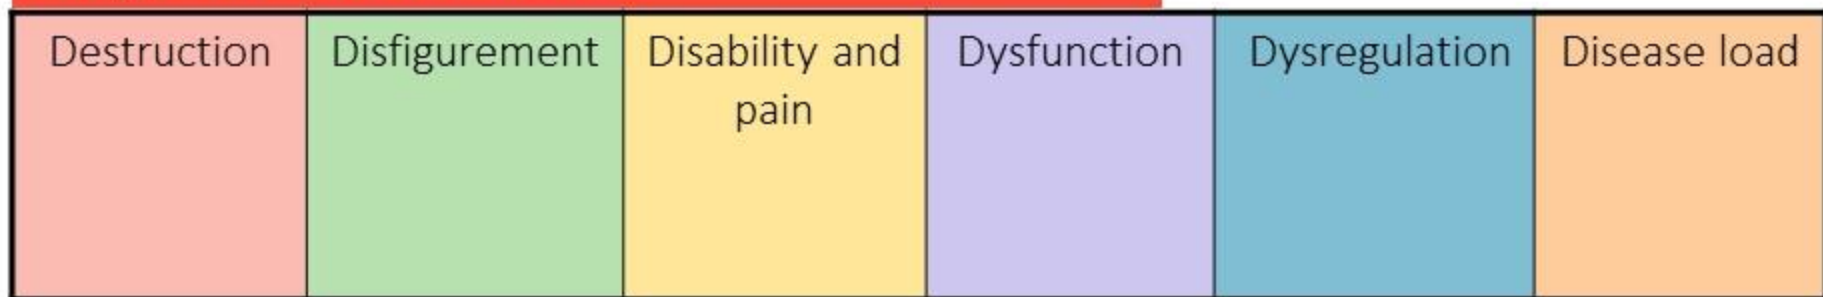 Destruction
Disfigurement
Disability and
pain
Dysfunction
Dysregulation
Disease load